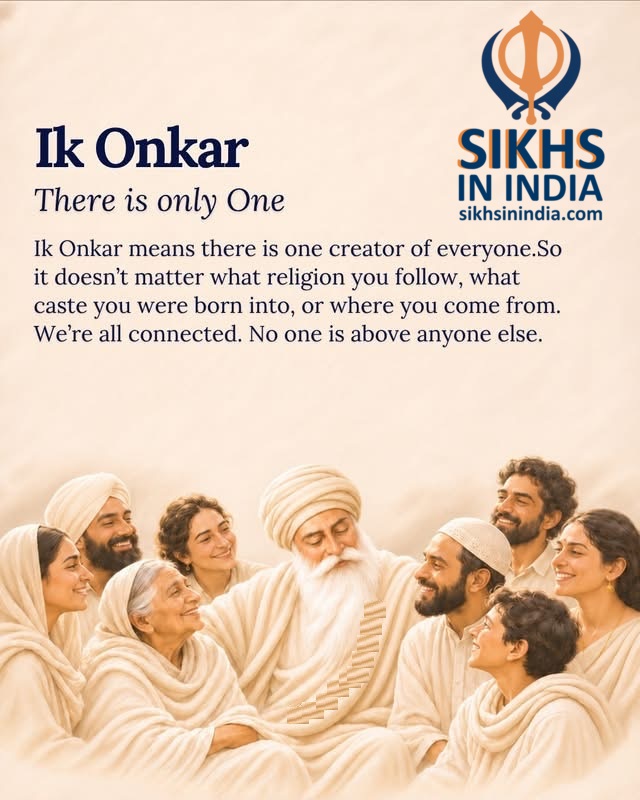 SIKHS
IN INDIA
sikhsinindia.com
Ik Onkar
There is only One
Ik Onkar means there is one creator of everyone.So
it doesn’t matter what religion you follow, what
caste you were born into, or where you come from.
We’re all connected. No one is above anyone else.